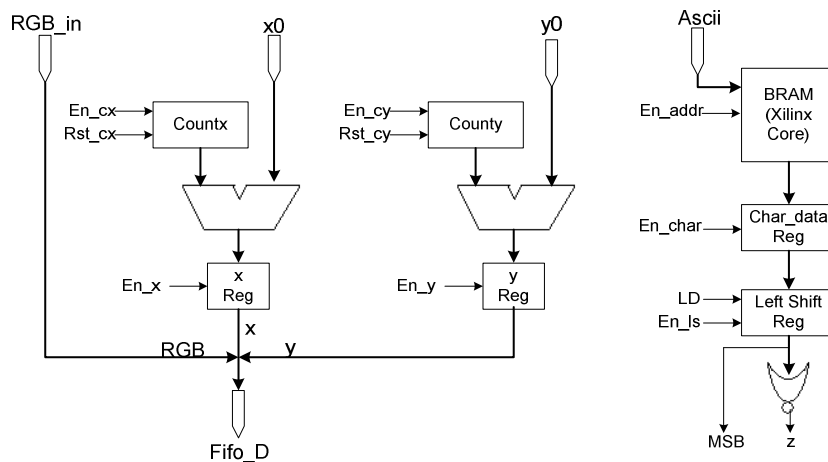 RGB_in
x0
y0
Ascii
En_cx
Rst_cx
Countx
En_cy
Rst_cy
County
En_addr
BRAM
(Xilinx
Core)
En_char
Char_data
Reg
En_x
x
Reg
En_y
y
Reg
LD
En_ls
Left Shift
Reg
x
RGB
y
Fifo_D
MSB
z